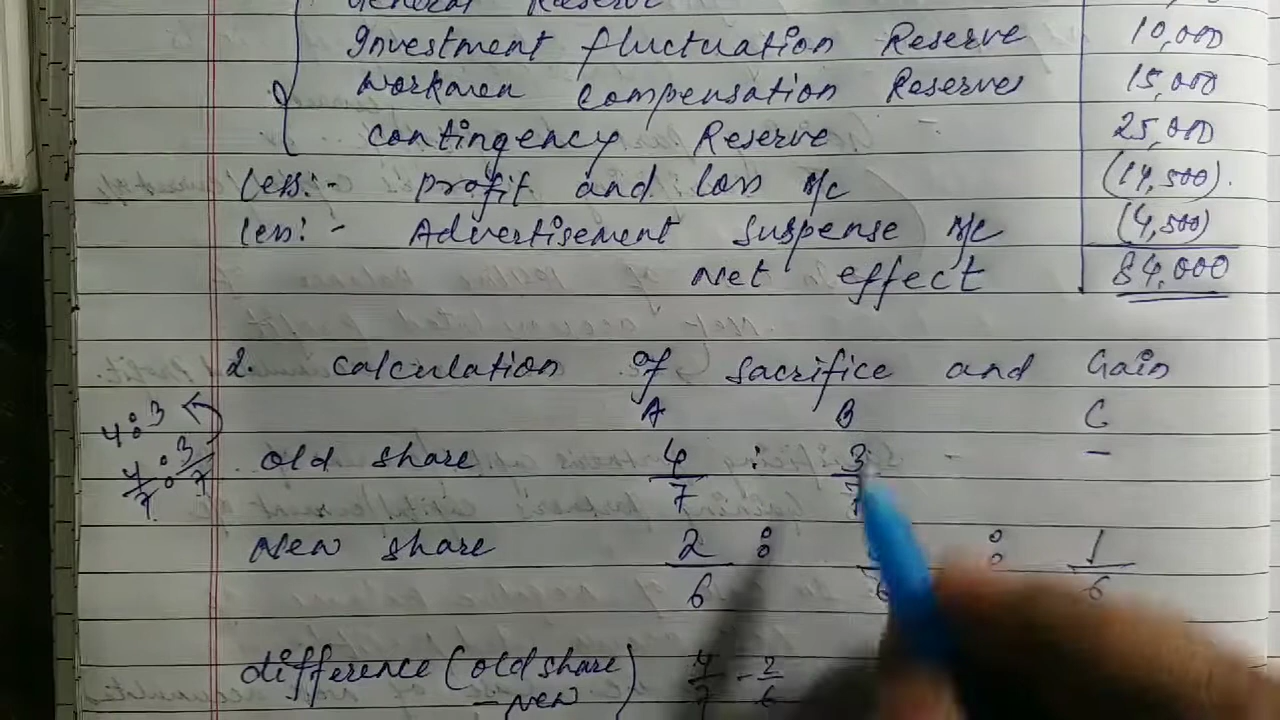 General Reserve
Investment fluctuation Reserve 10,000
Workmen compensation Reserve 15,000
Contingency Reserve 25,000
Less:- profit and loss A/c (14,500).
Less:- Advertisement suspense A/c (4,500)
Net effect 84,000
2. Calculation of sacrifice and Gain
A B C
4:3
4/7 : 3/7
old share 4/7 : 3/7 - -
New share 2/6 : : 1/6
difference (old share - New) 4/7 - 2/6